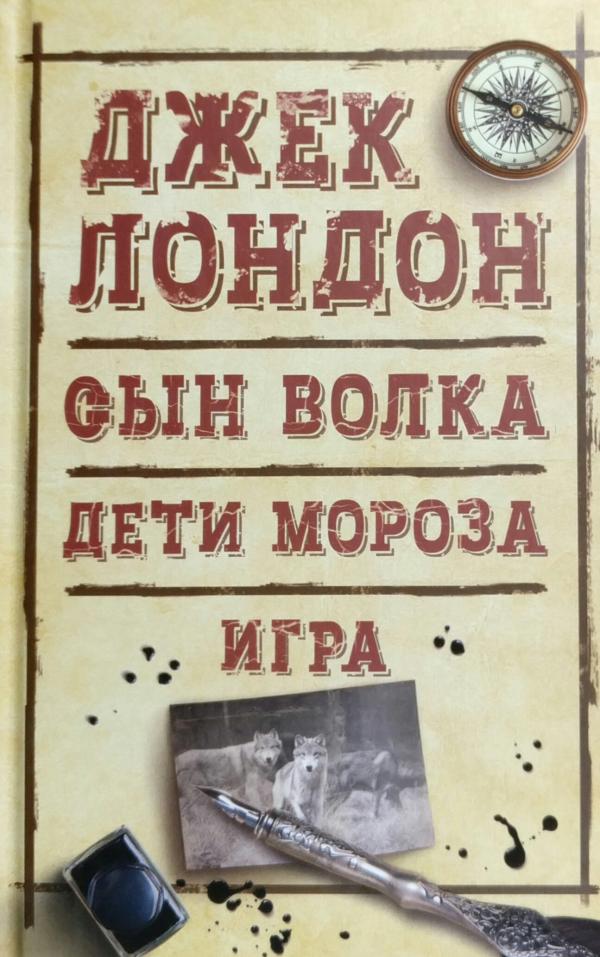 ДЖЕК
ЛОНДОН
СЫН ВОЛКА
ДЕТИ МОРОЗА
ИГРА